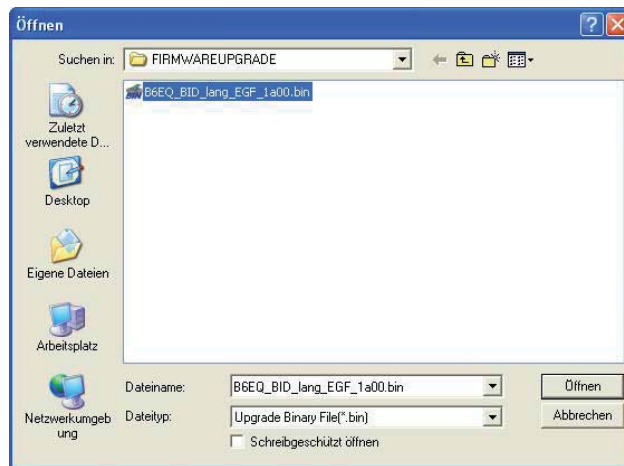 Öffnen
Suchen in:
FIRMWAREUPGRADE
B6EQ_BID_lang_EGF_1a00.bin
Zuletzt
verwendete D...
Desktop
Eigene Dateien
Arbeitsplatz
Netzwerkumgeb
ung
Dateiname:
B6EQ_BID_lang_EGF_1a00.bin
Öffnen
Dateityp:
Upgrade Binary File(*.bin)
Abbrechen
Schreibgeschützt öffnen